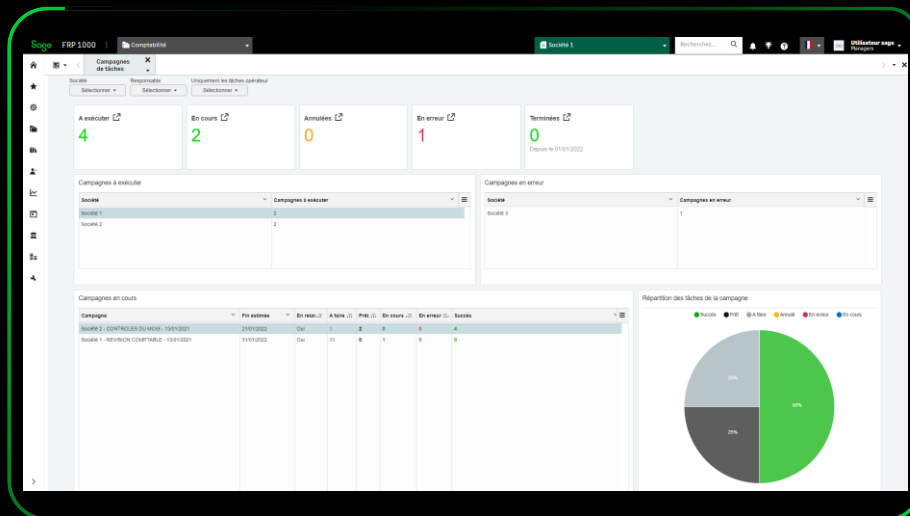 Sage FRP 1000 Comptabilité Société 1 Recherchez... Utilisateur sage
Managers
Campagnes
de tâches
Société Responsable Uniquement les tâches opérateur
Sélectionner Sélectionner Sélectionner
A exécuter En cours Annulées En erreur Terminées
4 2 0 1 0
Depuis le 01/01/2022
Campagnes à exécuter Campagnes en erreur
Société Campagnes à exécuter Société Campagnes en erreur
Société 1 2 Société 3 1
Société 2 2
Campagnes en cours Répartition des tâches de la campagne
Campagne Fin estimée En retar... A faire Prêt En cours En erreur Succès Succès Prêt A faire Annulé En erreur En cours
Société 2 - CONTROLES DU MOIS - 13/01/2021 21/01/2022 Oui 2 0 0 4
Société 1 - REVISION COMPTABLE - 13/01/2021 31/01/2022 Oui 0 1 0 0
25%
25%